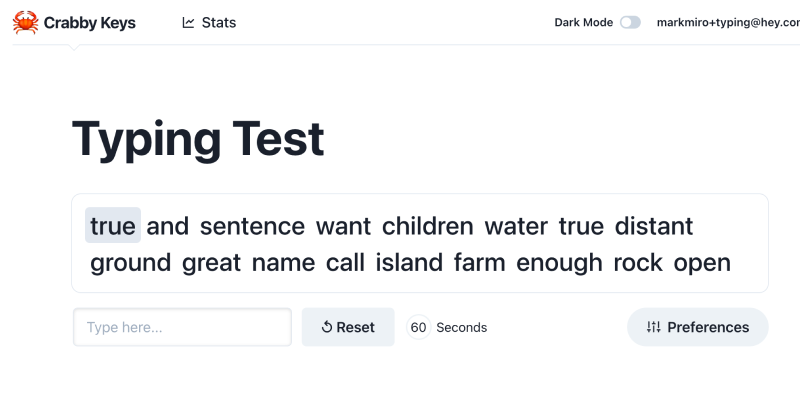 Crabby Keys Stats Dark Mode markmiro+typing@hey.com
Typing Test
true and sentence want children water true distant
ground great name call island farm enough rock open
Type here... Reset 60 Seconds Preferences